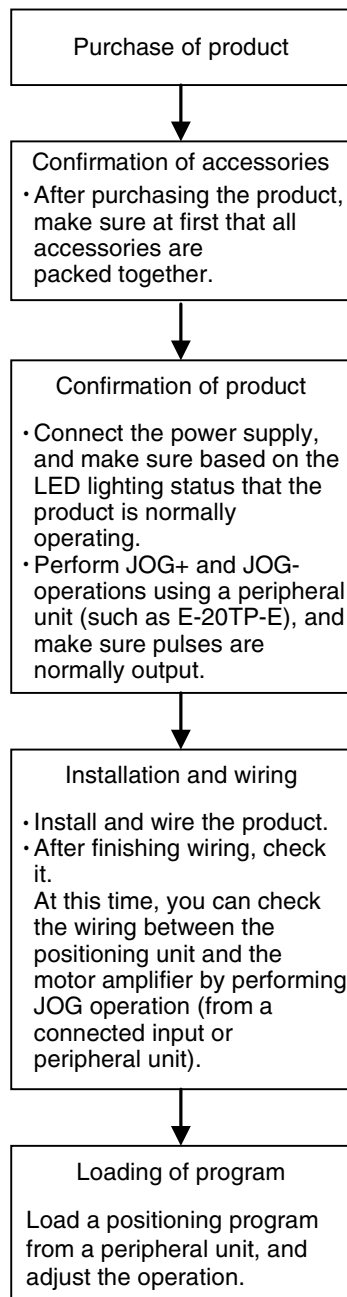 Purchase of product
Confirmation of accessories
・After purchasing the product,
make sure at first that all
accessories are
packed together.
Confirmation of product
・Connect the power supply,
and make sure based on the
LED lighting status that the
product is normally
operating.
・Perform JOG+ and JOG-
operations using a peripheral
unit (such as E-20TP-E), and
make sure pulses are
normally output.
Installation and wiring
・Install and wire the product.
・After finishing wiring, check
it.
At this time, you can check
the wiring between the
positioning unit and the
motor amplifier by performing
JOG operation (from a
connected input or
peripheral unit).
Loading of program
Load a positioning program
from a peripheral unit, and
adjust the operation.